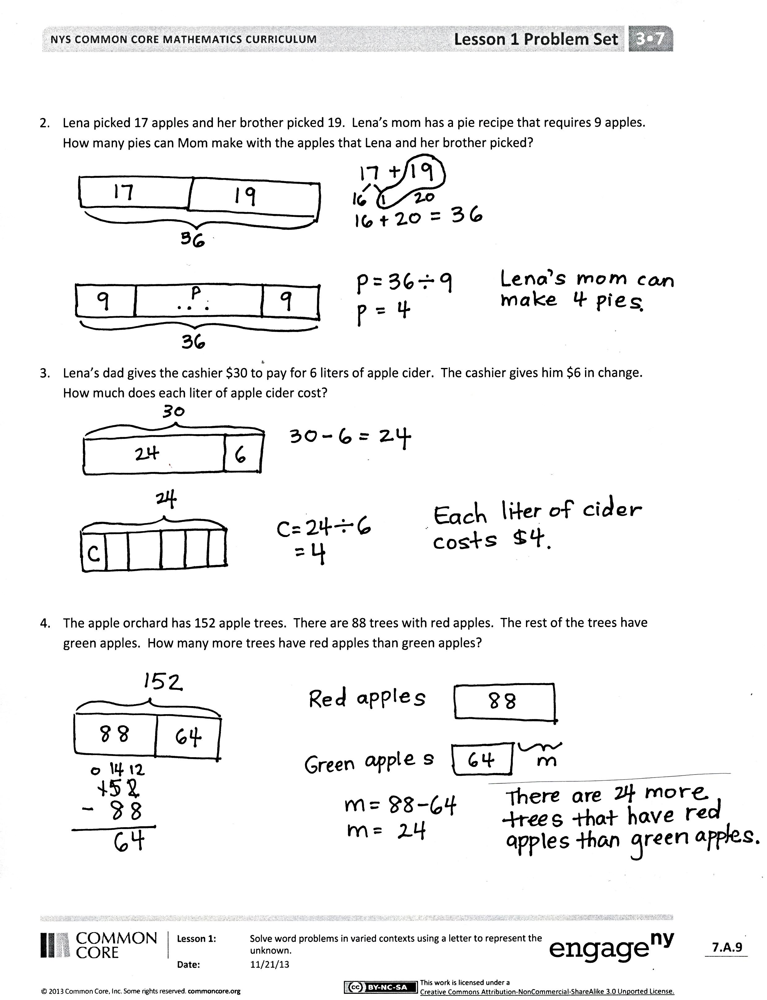 NYS COMMON CORE MATHEMATICS CURRICULUM
Lesson 1 Problem Set
3•7
2. Lena picked 17 apples and her brother picked 19. Lena's mom has a pie recipe that requires 9 apples.
How many pies can Mom make with the apples that Lena and her brother picked?
17 19
36
17 + 19
16 1 20
16 + 20 = 36
9 P ... 9
36
P = 36 ÷ 9
P = 4
Lena's mom can
make 4 pies.
3. Lena's dad gives the cashier $30 to pay for 6 liters of apple cider. The cashier gives him $6 in change.
How much does each liter of apple cider cost?
30
24 6
30 - 6 = 24
24
C
C = 24 ÷ 6
= 4
Each liter of cider
costs $4.
4. The apple orchard has 152 apple trees. There are 88 trees with red apples. The rest of the trees have
green apples. How many more trees have red apples than green apples?
152
88 64
0 14 12
152
- 88
64
Red apples 88
Green apples 64 m
m = 88 - 64
m = 24
There are 24 more
trees that have red
apples than green apples.
COMMON
CORE
Lesson 1: Solve word problems in varied contexts using a letter to represent the
unknown.
Date: 11/21/13
engageny
7.A.9
© 2013 Common Core, Inc. Some rights reserved. commoncore.org
cc BY-NC-SA
This work is licensed under a
Creative Commons Attribution-NonCommercial-ShareAlike 3.0 Unported License.